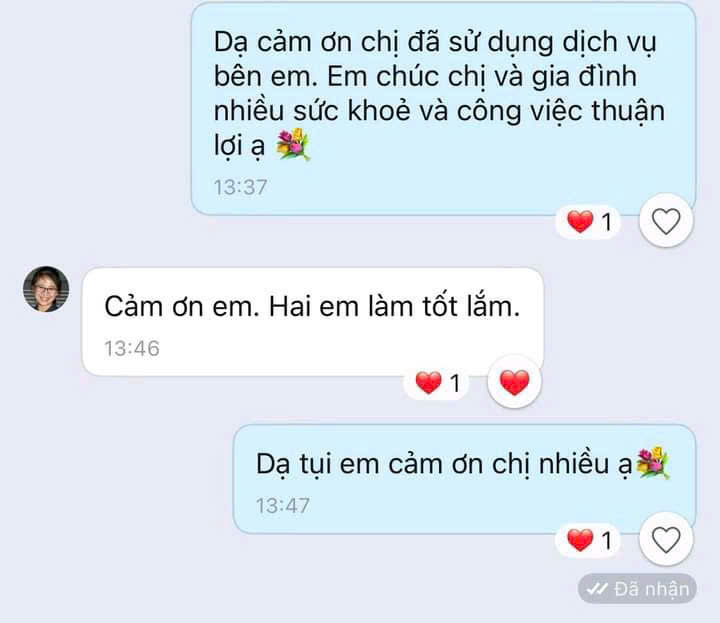 Dạ cảm ơn chị đã sử dụng dịch vụ
bên em. Em chúc chị và gia đình
nhiều sức khoẻ và công việc thuận
lợi ạ 💐
13:37
❤️ 1
Cảm ơn em. Hai em làm tốt lắm.
13:46
❤️ 1
Dạ tụi em cảm ơn chị nhiều ạ💐
13:47
❤️ 1
Đã nhận